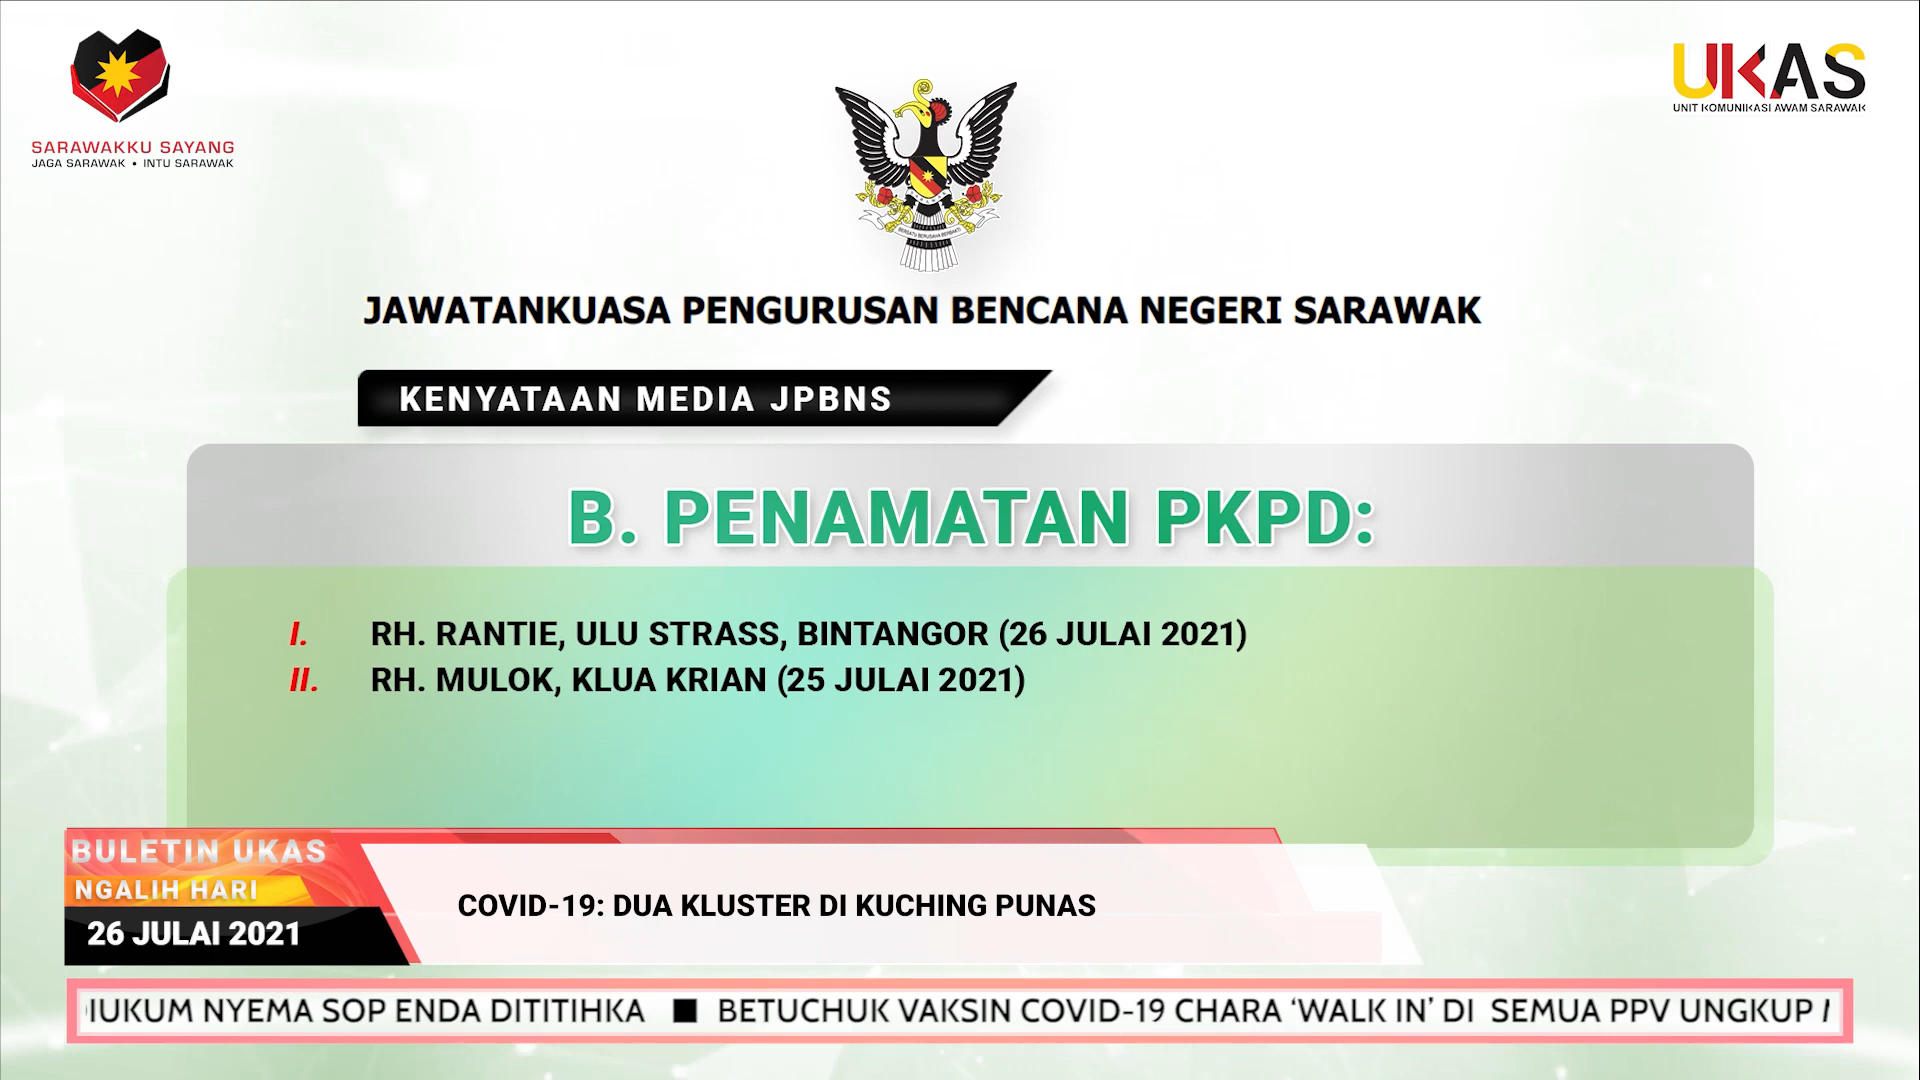 SARAWAKKU SAYANG
JAGA SARAWAK • INTU SARAWAK
UKAS
UNIT KOMUNIKASI AWAM SARAWAK
BERSATU BERUSAHA BERBAKTI
JAWATANKUASA PENGURUSAN BENCANA NEGERI SARAWAK
KENYATAAN MEDIA JPBNS
B. PENAMATAN PKPD:
I. RH. RANTIE, ULU STRASS, BINTANGOR (26 JULAI 2021)
II. RH. MULOK, KLUA KRIAN (25 JULAI 2021)
BULETIN UKAS
NGALIH HARI
26 JULAI 2021
COVID-19: DUA KLUSTER DI KUCHING PUNAS
NYEMA SOP ENDA DITITIHKA ■ BETUCHUK VAKSIN COVID-19 CHARA ‘WALK IN’ DI SEMUA PPV UNGKUP